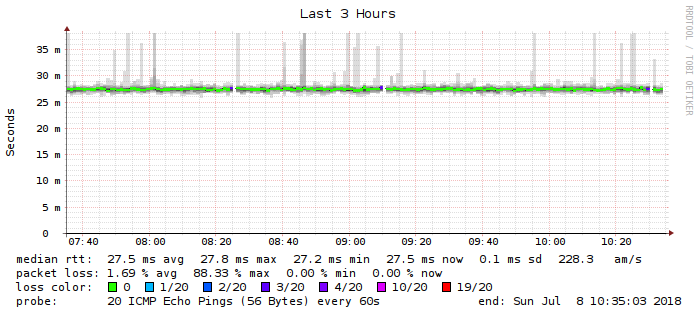 Last 3 Hours
RRDTOOL / TOBI OETIKER
Seconds
35 m
30 m
25 m
20 m
15 m
10 m
5 m
0
07:40 08:00 08:20 08:40 09:00 09:20 09:40 10:00 10:20
median rtt: 27.5 ms avg 27.8 ms max 27.2 ms min 27.5 ms now 0.1 ms sd 228.3 am/s
packet loss: 1.69 % avg 88.33 % max 0.00 % min 0.00 % now
loss color: 0 1/20 2/20 3/20 4/20 10/20 19/20
probe: 20 ICMP Echo Pings (56 Bytes) every 60s end: Sun Jul 8 10:35:03 2018